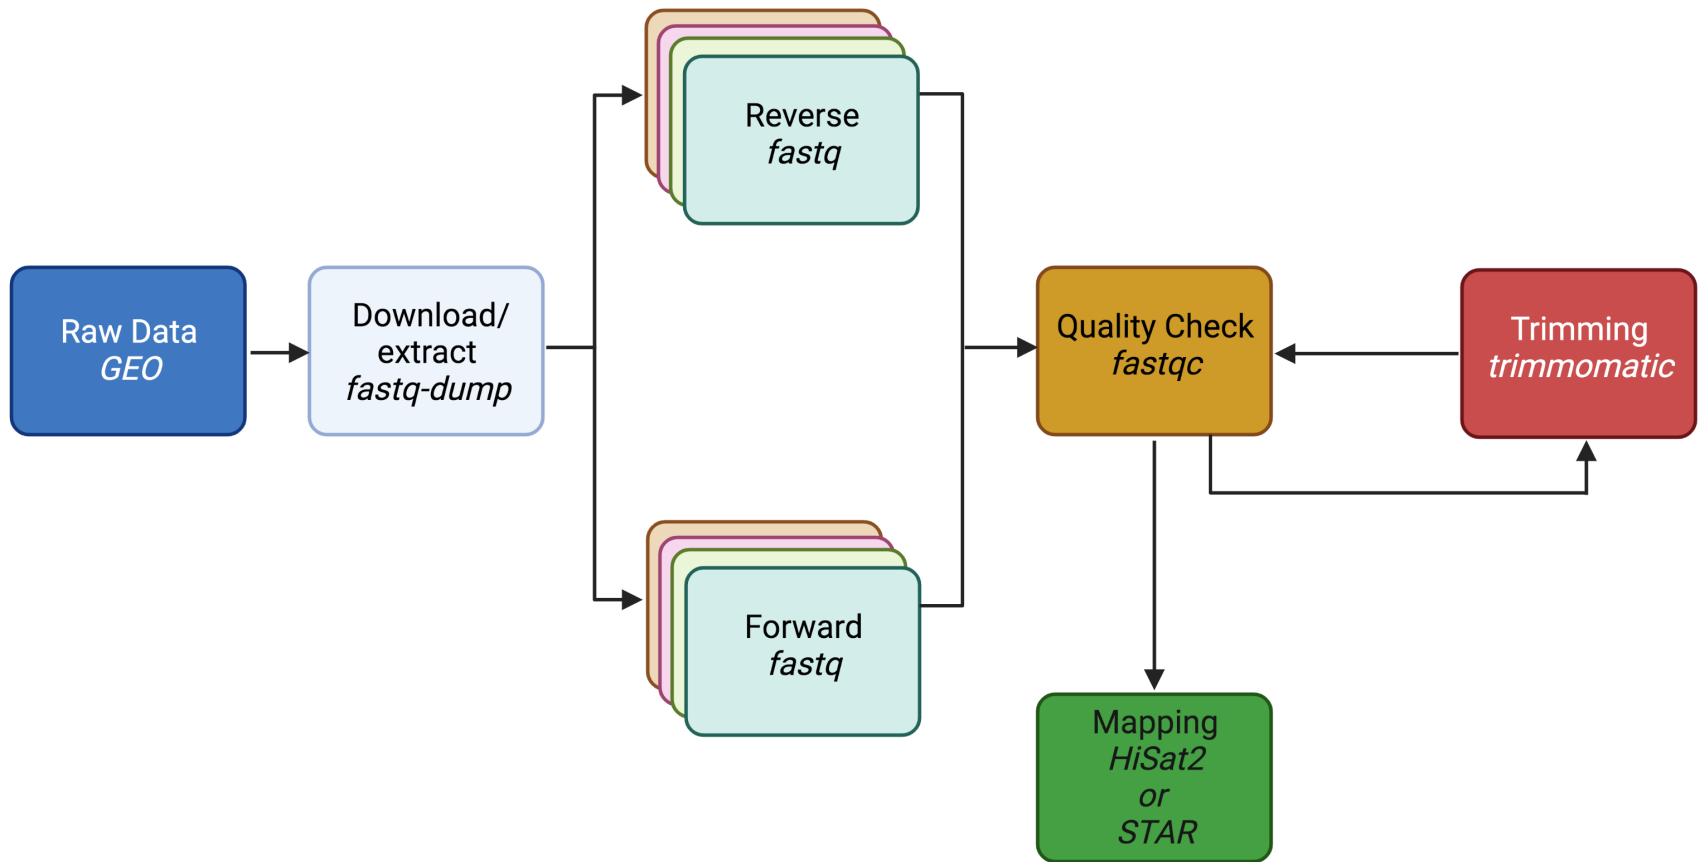 Raw Data
GEO
Download/
extract
fastq-dump
Reverse
fastq
Forward
fastq
Quality Check
fastqc
Trimming
trimmomatic
Mapping
HiSat2
or
STAR